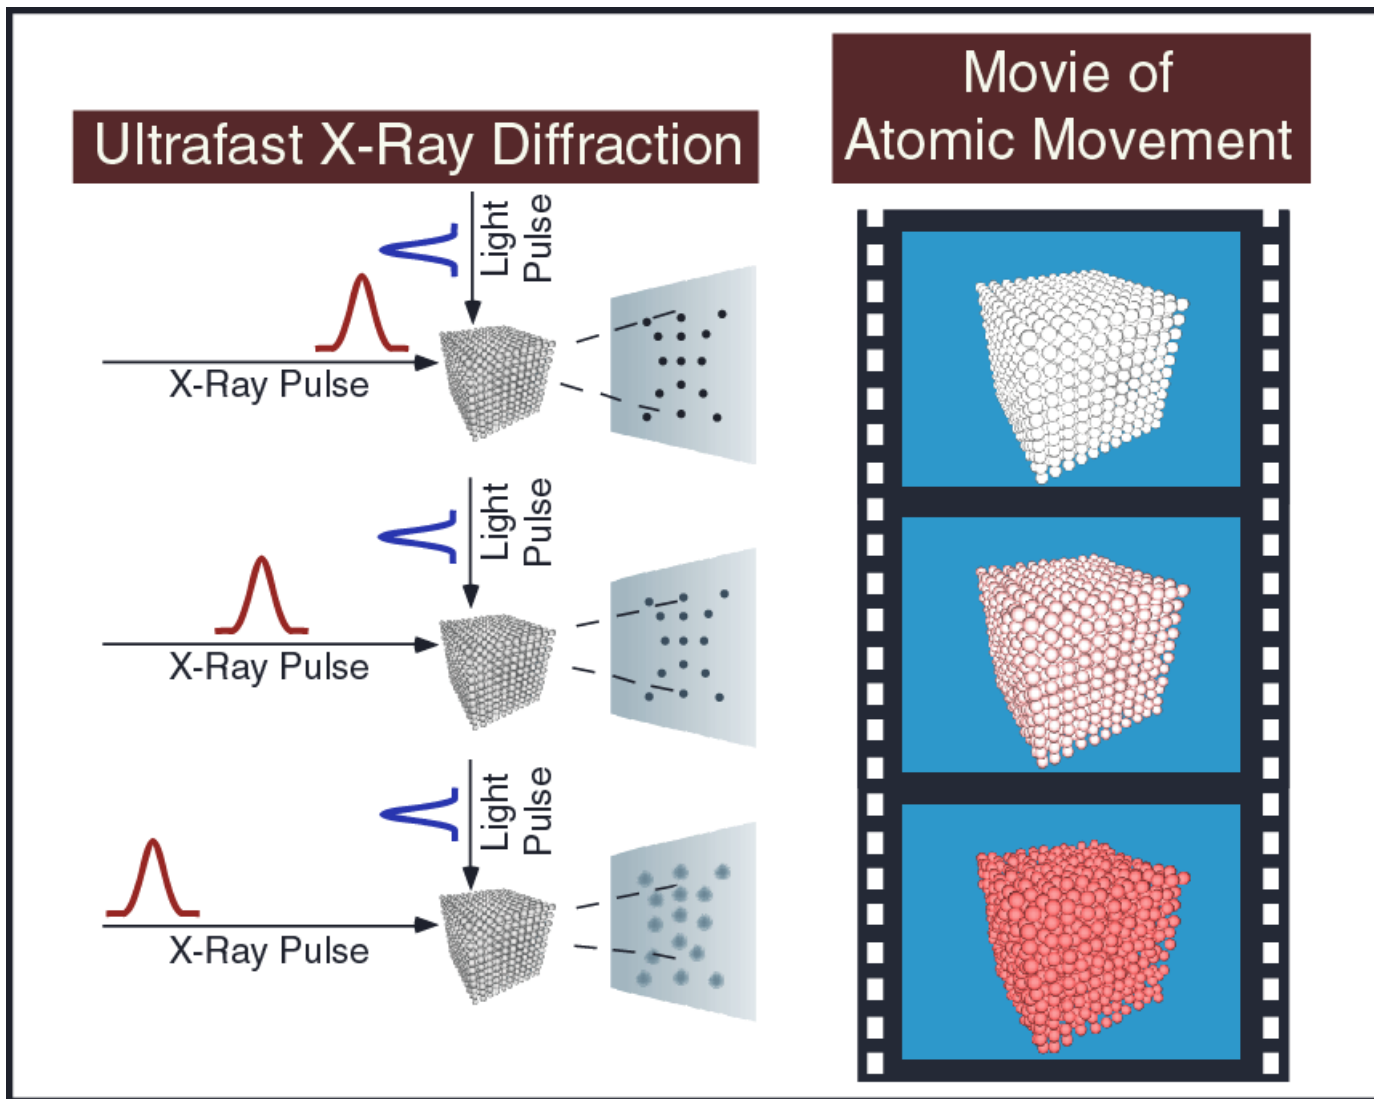 Ultrafast X-Ray Diffraction
Movie of
Atomic Movement
Light
Pulse
X-Ray Pulse
Light
Pulse
X-Ray Pulse
Light
Pulse
X-Ray Pulse